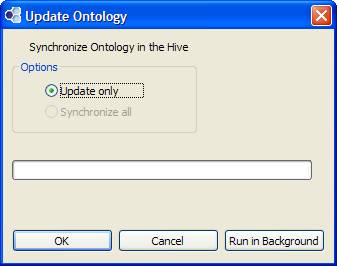 Update Ontology
Synchronize Ontology in the Hive
Options
Update only
Synchronize all
OK
Cancel
Run in Background